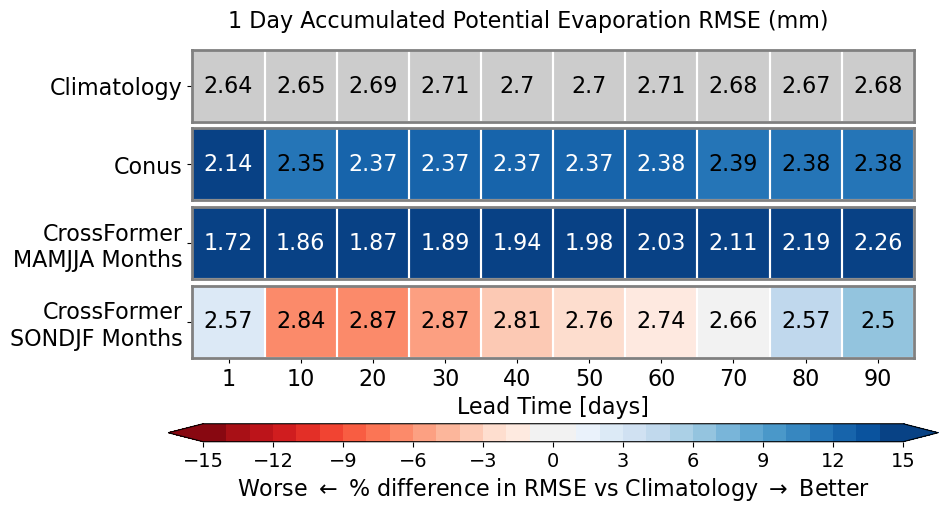 1 Day Accumulated Potential Evaporation RMSE (mm)
Climatology 2.64 2.65 2.69 2.71 2.7 2.7 2.71 2.68 2.67 2.68
Conus 2.14 2.35 2.37 2.37 2.37 2.37 2.38 2.39 2.38 2.38
CrossFormer
MAMJJA Months 1.72 1.86 1.87 1.89 1.94 1.98 2.03 2.11 2.19 2.26
CrossFormer
SONDJF Months 2.57 2.84 2.87 2.87 2.81 2.76 2.74 2.66 2.57 2.5
1 10 20 30 40 50 60 70 80 90
Lead Time [days]
−15 −12 −9 −6 −3 0 3 6 9 12 15
Worse ← % difference in RMSE vs Climatology → Better